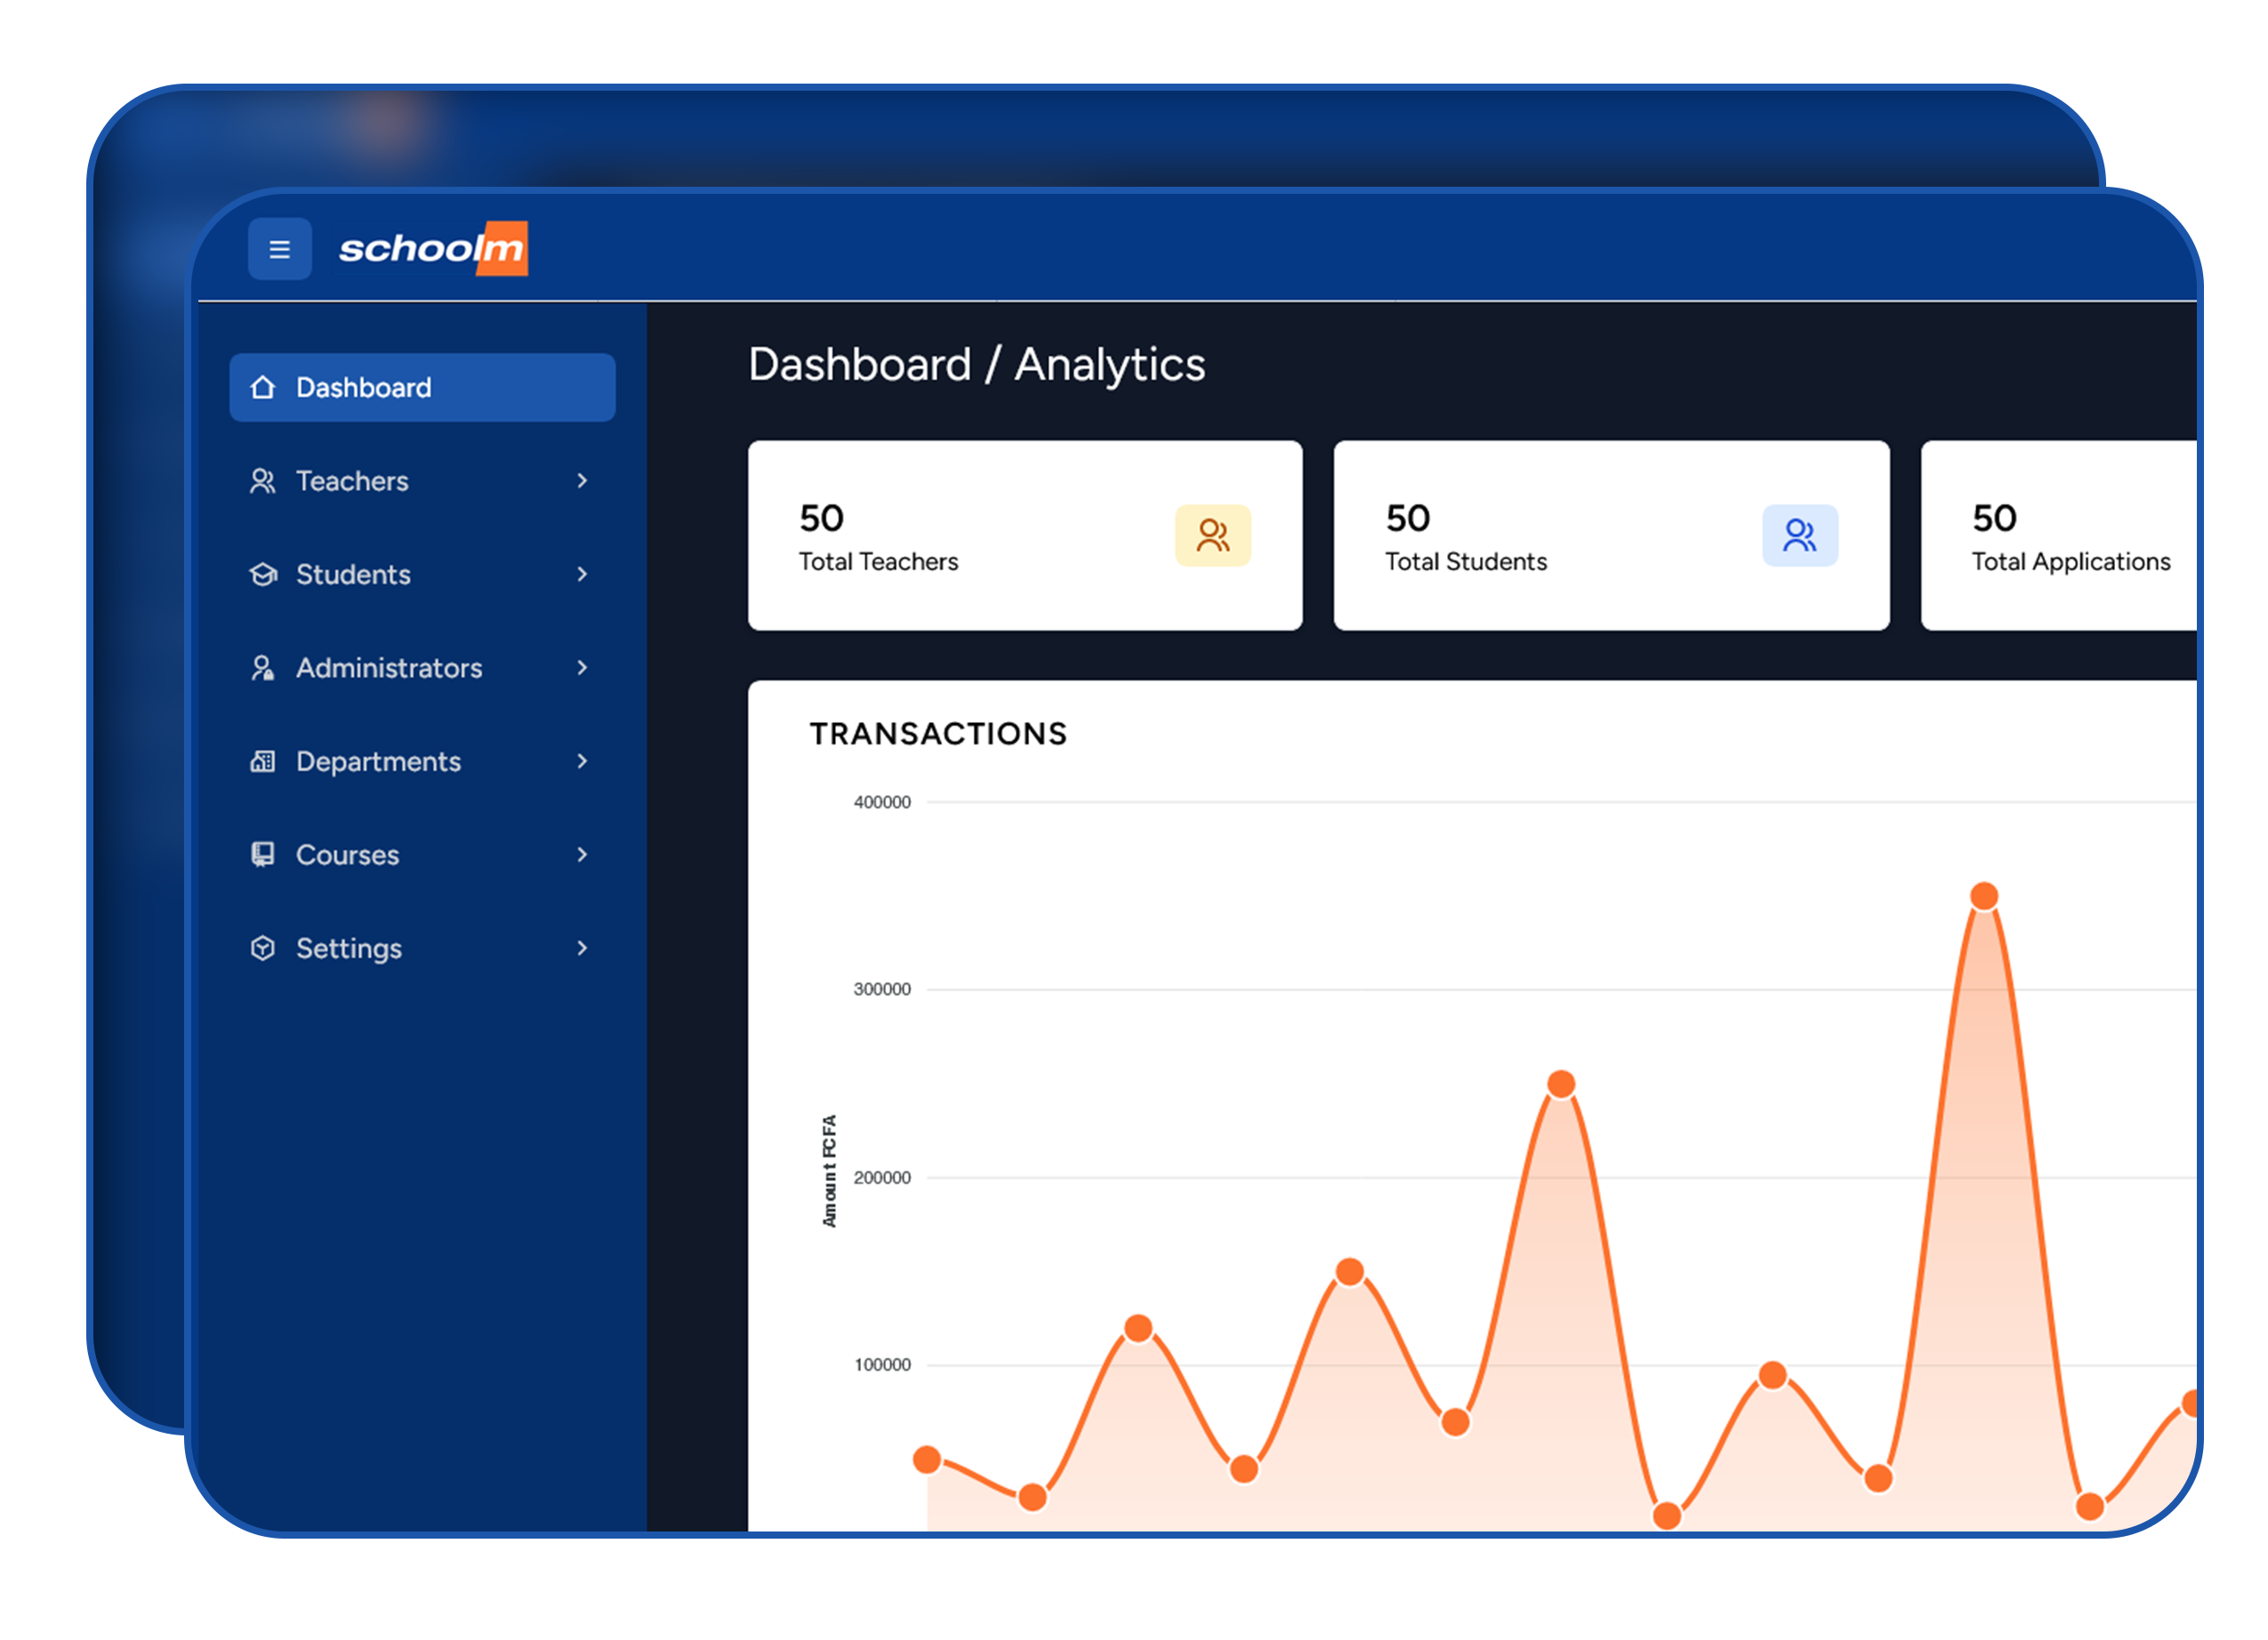 schoolm
Dashboard
Teachers
Students
Administrators
Departments
Courses
Settings
Dashboard / Analytics
50
Total Teachers
50
Total Students
50
Total Applications
TRANSACTIONS
400000
300000
200000
100000
Amount FCFA